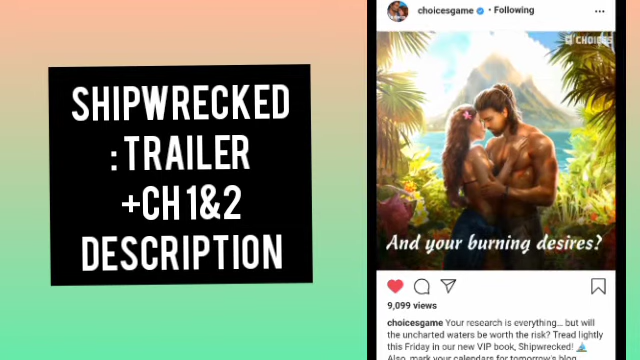 SHIPWRECKED
: TRAILER
+CH 1&2
DESCRIPTION
choicesgame • Following
CHOICES
And your burning desires?
9,099 views
choicesgame Your research is everything... but will
the uncharted waters be worth the risk? Tread lightly
this Friday in our new VIP book, Shipwrecked!
Also, mark your calendars for tomorrow's blog